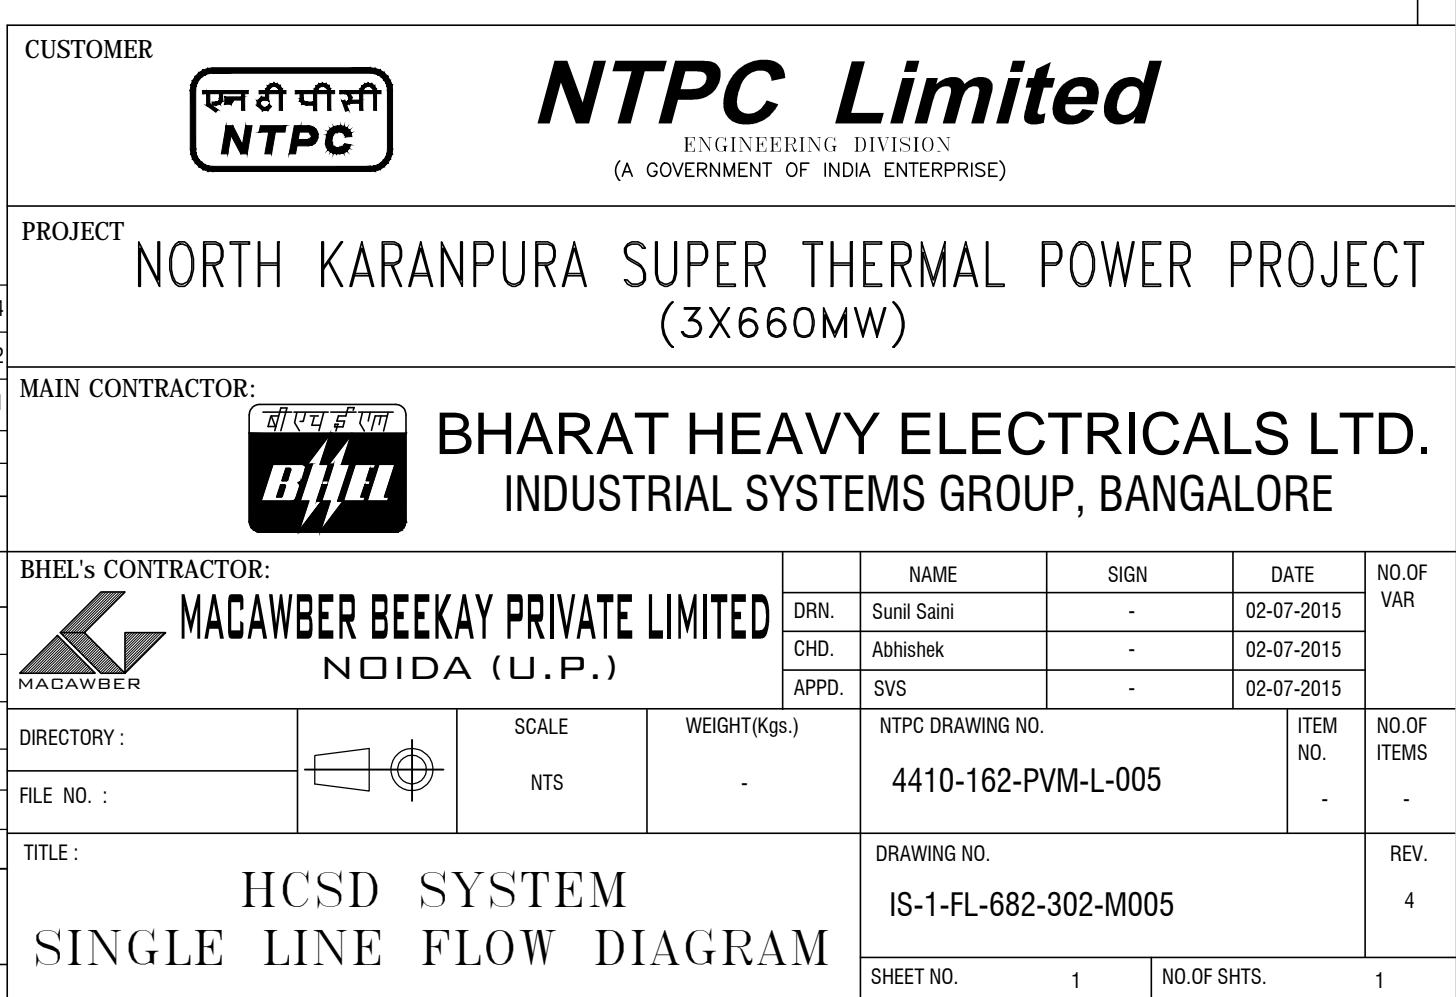 CUSTOMER
एनटीपीसी
NTPC
NTPC Limited
ENGINEERING DIVISION
(A GOVERNMENT OF INDIA ENTERPRISE)
PROJECT
NORTH KARANPURA SUPER THERMAL POWER PROJECT
(3X660MW)
MAIN CONTRACTOR:
बीएचईएल
BHEL
BHARAT HEAVY ELECTRICALS LTD.
INDUSTRIAL SYSTEMS GROUP, BANGALORE
BHEL's CONTRACTOR:
MACAWBER
MACAWBER BEEKAY PRIVATE LIMITED
NOIDA (U.P.)
NAME SIGN DATE NO.OF VAR
DRN. Sunil Saini - 02-07-2015
CHD. Abhishek - 02-07-2015
APPD. SVS - 02-07-2015
DIRECTORY :
FILE NO. :
SCALE
NTS
WEIGHT(Kgs.)
-
NTPC DRAWING NO.
4410-162-PVM-L-005
ITEM NO.
-
NO.OF ITEMS
-
TITLE :
HCSD SYSTEM
SINGLE LINE FLOW DIAGRAM
DRAWING NO.
IS-1-FL-682-302-M005
REV.
4
SHEET NO. 1
NO.OF SHTS. 1